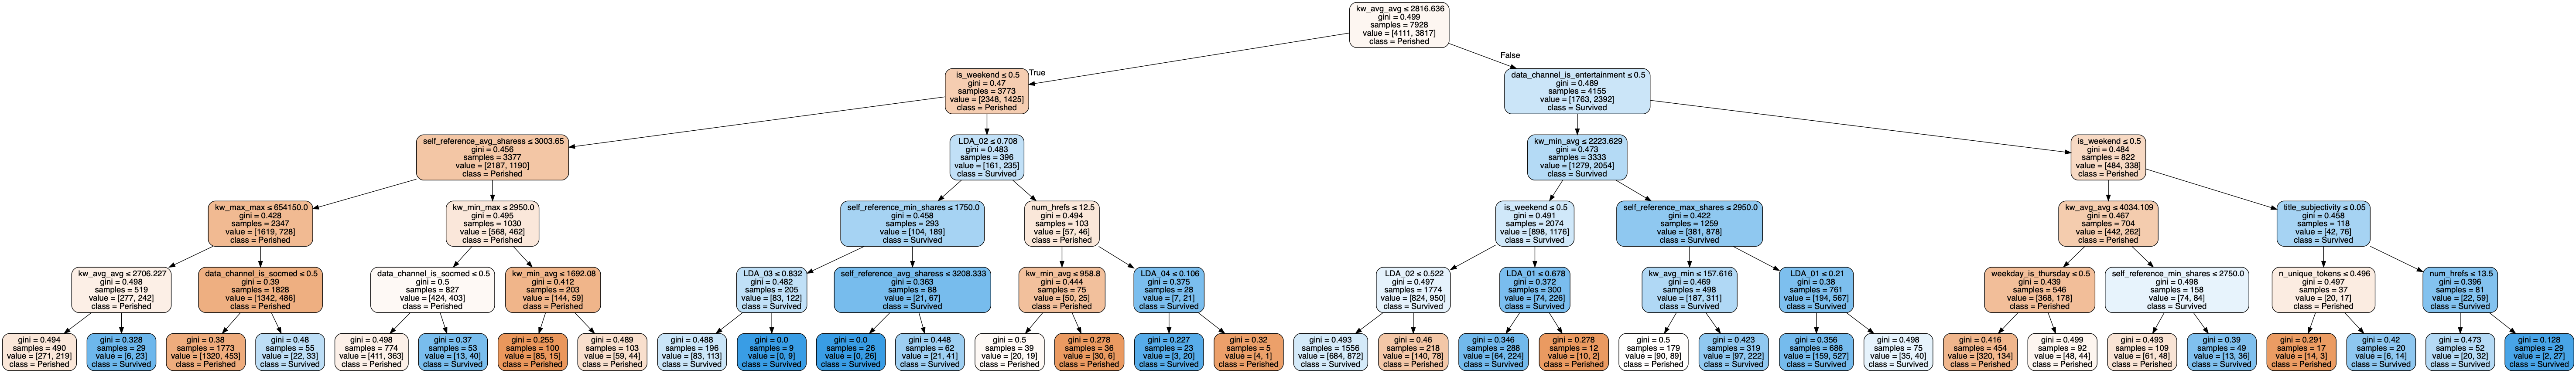 kw_avg_avg ≤ 2816.636
gini = 0.499
samples = 7928
value = [4111, 3817]
class = Perished
True
False
is_weekend ≤ 0.5
gini = 0.47
samples = 3773
value = [2348, 1425]
class = Perished
data_channel_is_entertainment ≤ 0.5
gini = 0.489
samples = 4155
value = [1763, 2392]
class = Survived
self_reference_avg_sharess ≤ 3003.65
gini = 0.456
samples = 3377
value = [2187, 1190]
class = Perished
LDA_02 ≤ 0.708
gini = 0.483
samples = 396
value = [161, 235]
class = Survived
kw_min_avg ≤ 2223.629
gini = 0.473
samples = 3333
value = [1279, 2054]
class = Survived
is_weekend ≤ 0.5
gini = 0.484
samples = 822
value = [484, 338]
class = Perished
kw_max_max ≤ 654150.0
gini = 0.428
samples = 2347
value = [1619, 728]
class = Perished
kw_min_max ≤ 2950.0
gini = 0.495
samples = 1030
value = [568, 462]
class = Perished
self_reference_min_shares ≤ 1750.0
gini = 0.458
samples = 293
value = [104, 189]
class = Survived
num_hrefs ≤ 12.5
gini = 0.494
samples = 103
value = [57, 46]
class = Perished
is_weekend ≤ 0.5
gini = 0.491
samples = 2074
value = [898, 1176]
class = Survived
self_reference_max_shares ≤ 2950.0
gini = 0.422
samples = 1259
value = [381, 878]
class = Survived
kw_avg_avg ≤ 4034.109
gini = 0.467
samples = 704
value = [442, 262]
class = Perished
title_subjectivity ≤ 0.05
gini = 0.458
samples = 118
value = [42, 76]
class = Survived
kw_avg_avg ≤ 2706.227
gini = 0.498
samples = 519
value = [277, 242]
class = Perished
data_channel_is_socmed ≤ 0.5
gini = 0.39
samples = 1828
value = [1342, 486]
class = Perished
data_channel_is_socmed ≤ 0.5
gini = 0.5
samples = 827
value = [424, 403]
class = Perished
kw_min_avg ≤ 1692.08
gini = 0.412
samples = 203
value = [144, 59]
class = Perished
LDA_03 ≤ 0.832
gini = 0.482
samples = 205
value = [83, 122]
class = Survived
self_reference_avg_sharess ≤ 3208.333
gini = 0.363
samples = 88
value = [21, 67]
class = Survived
kw_min_avg ≤ 958.8
gini = 0.444
samples = 75
value = [50, 25]
class = Perished
LDA_04 ≤ 0.106
gini = 0.375
samples = 28
value = [7, 21]
class = Survived
LDA_02 ≤ 0.522
gini = 0.497
samples = 1774
value = [824, 950]
class = Survived
LDA_01 ≤ 0.678
gini = 0.372
samples = 300
value = [74, 226]
class = Survived
kw_avg_min ≤ 157.616
gini = 0.469
samples = 498
value = [187, 311]
class = Survived
LDA_01 ≤ 0.21
gini = 0.38
samples = 761
value = [194, 567]
class = Survived
weekday_is_thursday ≤ 0.5
gini = 0.439
samples = 546
value = [368, 178]
class = Perished
self_reference_min_shares ≤ 2750.0
gini = 0.498
samples = 158
value = [74, 84]
class = Survived
n_unique_tokens ≤ 0.496
gini = 0.497
samples = 37
value = [20, 17]
class = Perished
num_hrefs ≤ 13.5
gini = 0.396
samples = 81
value = [22, 59]
class = Survived
gini = 0.494
samples = 490
value = [271, 219]
class = Perished
gini = 0.328
samples = 29
value = [6, 23]
class = Survived
gini = 0.38
samples = 1773
value = [1320, 453]
class = Perished
gini = 0.48
samples = 55
value = [22, 33]
class = Survived
gini = 0.498
samples = 774
value = [411, 363]
class = Perished
gini = 0.37
samples = 53
value = [13, 40]
class = Survived
gini = 0.255
samples = 100
value = [85, 15]
class = Perished
gini = 0.489
samples = 103
value = [59, 44]
class = Perished
gini = 0.488
samples = 196
value = [83, 113]
class = Survived
gini = 0.0
samples = 9
value = [0, 9]
class = Survived
gini = 0.0
samples = 26
value = [0, 26]
class = Survived
gini = 0.448
samples = 62
value = [21, 41]
class = Survived
gini = 0.5
samples = 39
value = [20, 19]
class = Perished
gini = 0.278
samples = 36
value = [30, 6]
class = Perished
gini = 0.227
samples = 23
value = [3, 20]
class = Survived
gini = 0.32
samples = 5
value = [4, 1]
class = Perished
gini = 0.493
samples = 1556
value = [684, 872]
class = Survived
gini = 0.46
samples = 218
value = [140, 78]
class = Perished
gini = 0.346
samples = 288
value = [64, 224]
class = Survived
gini = 0.278
samples = 12
value = [10, 2]
class = Perished
gini = 0.5
samples = 179
value = [90, 89]
class = Perished
gini = 0.423
samples = 319
value = [97, 222]
class = Survived
gini = 0.356
samples = 686
value = [159, 527]
class = Survived
gini = 0.498
samples = 75
value = [35, 40]
class = Survived
gini = 0.416
samples = 454
value = [320, 134]
class = Perished
gini = 0.499
samples = 92
value = [48, 44]
class = Perished
gini = 0.493
samples = 109
value = [61, 48]
class = Perished
gini = 0.39
samples = 49
value = [13, 36]
class = Survived
gini = 0.291
samples = 17
value = [14, 3]
class = Perished
gini = 0.42
samples = 20
value = [6, 14]
class = Survived
gini = 0.473
samples = 52
value = [20, 32]
class = Survived
gini = 0.128
samples = 29
value = [2, 27]
class = Survived